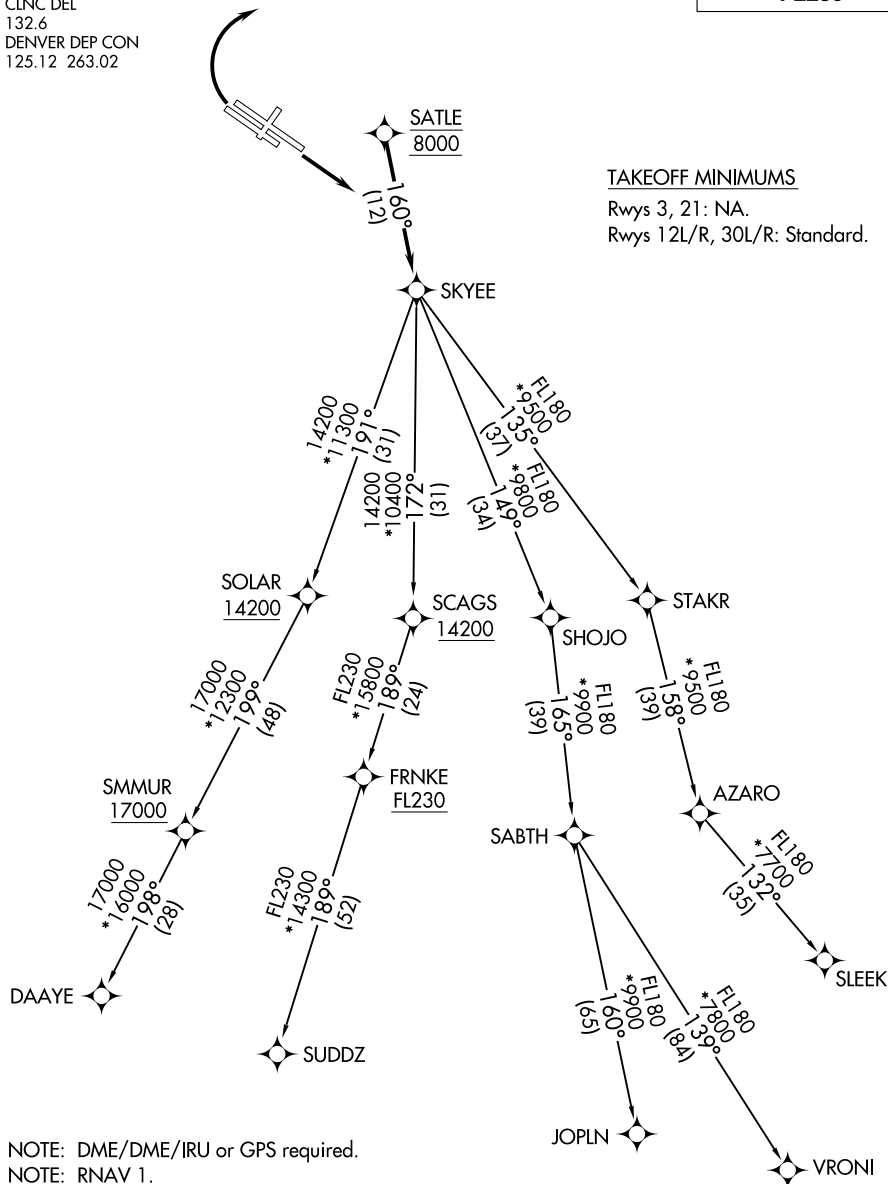 CLNC DEL
132.6
DENVER DEP CON
125.12 263.02
SATLE
8000
160°
(12)
TAKEOFF MINIMUMS
Rwys 3, 21: NA.
Rwys 12L/R, 30L/R: Standard.
SKYEE
14200
*11300
191°
(31)
14200
*10400
172°
(31)
FL180
*9800
149°
(34)
FL180
*9500
135°
(37)
SOLAR
14200
SCAGS
14200
SHOJO
STAKR
17000
*12300
199°
(48)
FL230
*15800
189°
(24)
FL180
*9900
165°
(39)
FL180
*9500
158°
(39)
SMMUR
17000
FRNKE
FL230
SABTH
AZARO
17000
*16000
198°
(28)
FL230
*14300
189°
(52)
FL180
*9900
160°
(65)
FL180
*7800
139°
(84)
FL180
*7700
132°
(35)
SLEEK
DAAYE
SUDDZ
JOPLN
VRONI
NOTE: DME/DME/IRU or GPS required.
NOTE: RNAV 1.